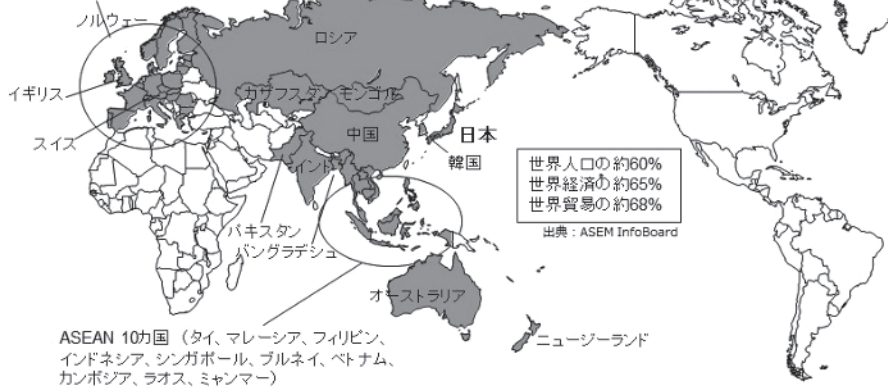 ノルウェー
ロシア
イギリス
カザフスタン
モンゴル
スイス
中国
日本
韓国
インド
世界人口の約60%
世界経済の約65%
世界貿易の約68%
出典：ASEM InfoBoard
パキスタン
バングラデシュ
オーストラリア
ニュージーランド
ASEAN 10カ国（タイ、マレーシア、フィリピン、
インドネシア、シンガポール、ブルネイ、ベトナム、
カンボジア、ラオス、ミャンマー）